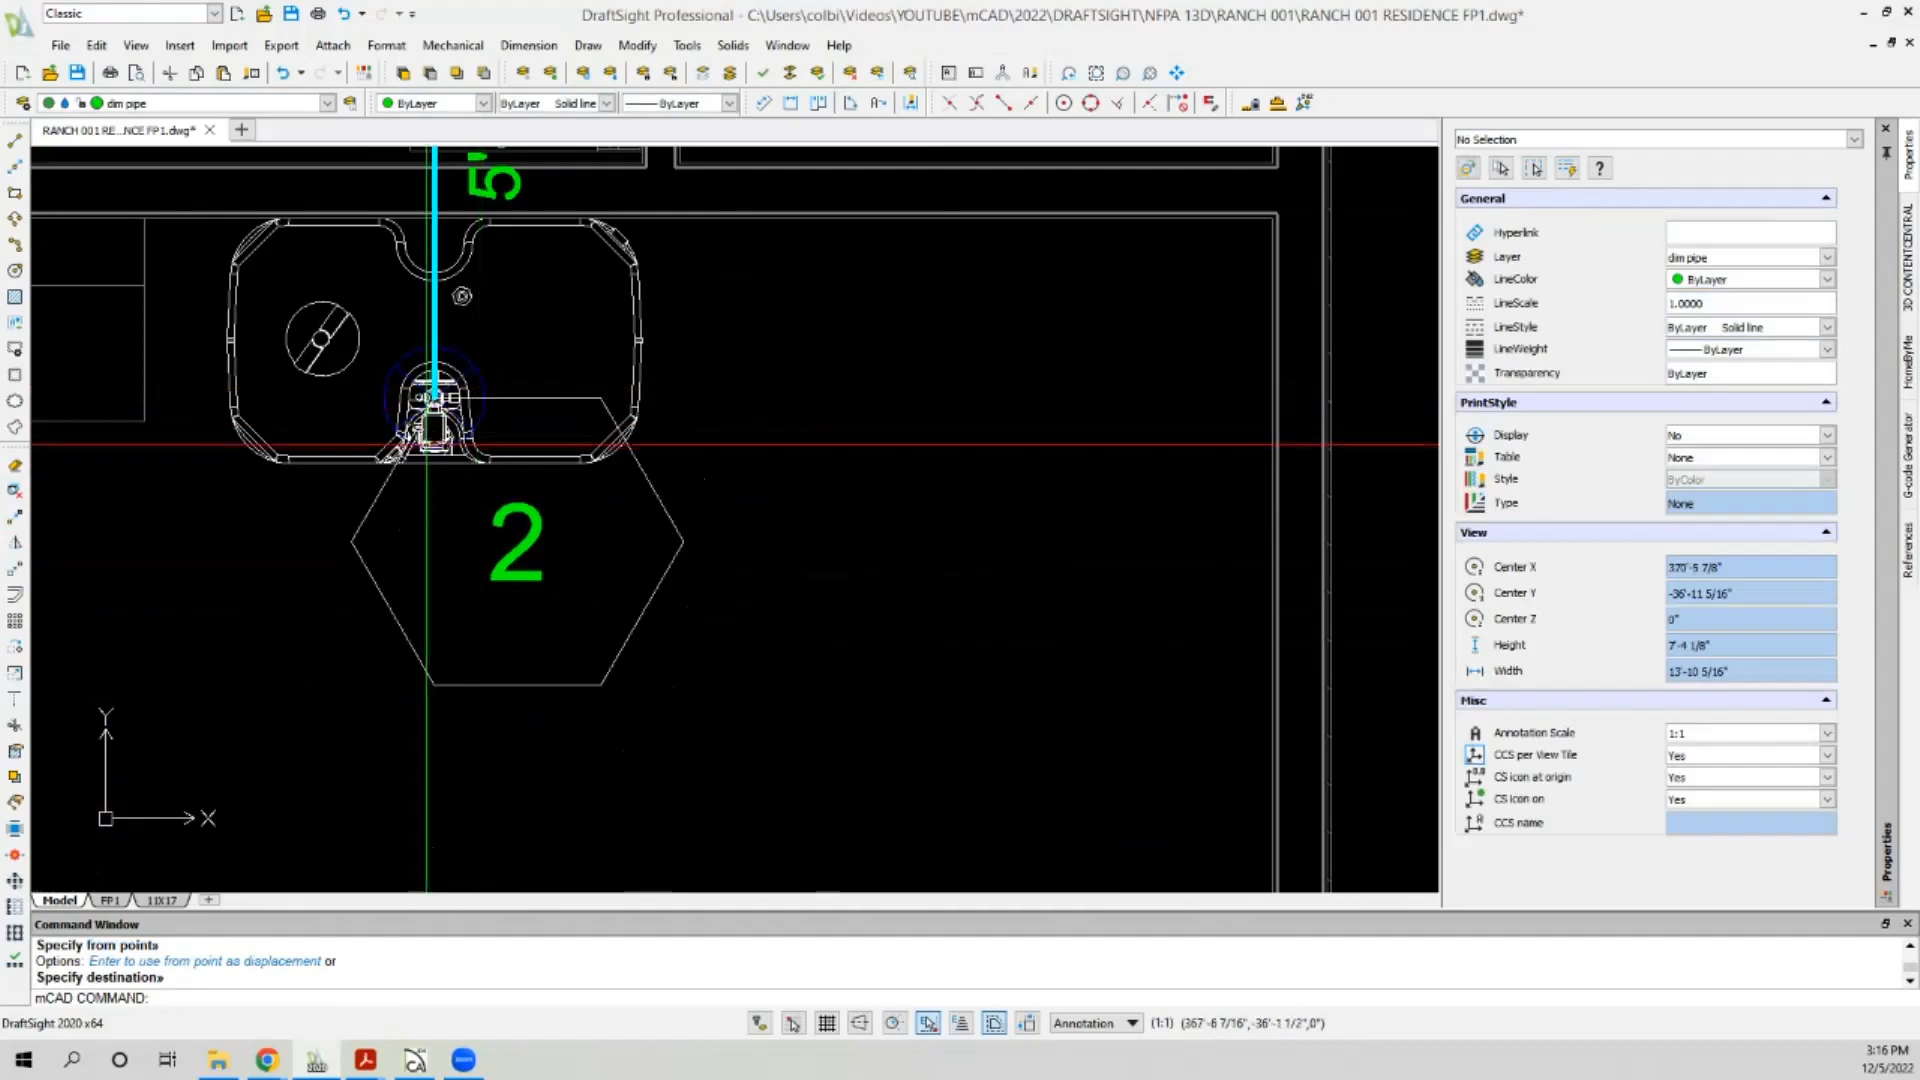 Classic
DraftSight Professional - C:\Users\colbi\Videos\YOUTUBE\mCAD\2022\DRAFTSIGHT\NFPA 13D\RANCH 001\RANCH 001 RESIDENCE FP1.dwg*
File Edit View Insert Import Export Attach Format Mechanical Dimension Draw Modify Tools Solids Window Help
dim pipe ByLayer ByLayer Solid line ByLayer
RANCH 001 RE...NCE FP1.dwg*
5
2
Y
X
No Selection
General
Hyperlink
Layer dim pipe
LineColor ByLayer
LineScale 1.0000
LineStyle ByLayer Solid line
LineWeight ByLayer
Transparency ByLayer
PrintStyle
Display No
Table None
Style ByColor
Type None
View
Center X 370'-5 7/8"
Center Y -36'-11 5/16"
Center Z 0"
Height 7'-4 1/8"
Width 13'-10 5/16"
Misc
Annotation Scale 1:1
CCS per View Tile Yes
CS icon at origin Yes
CS icon on Yes
CCS name
Properties
3D CONTENTCENTRAL
HomeByMe
G-code Generator
References
Properties
Model FP1 11X17
Command Window
Specify from point»
Options: Enter to use from point as displacement or
Specify destination»
mCAD COMMAND:
DraftSight 2020 x64
Annotation (1:1) (367'-6 7/16",-36'-1 1/2",0")
3:16 PM
12/5/2022